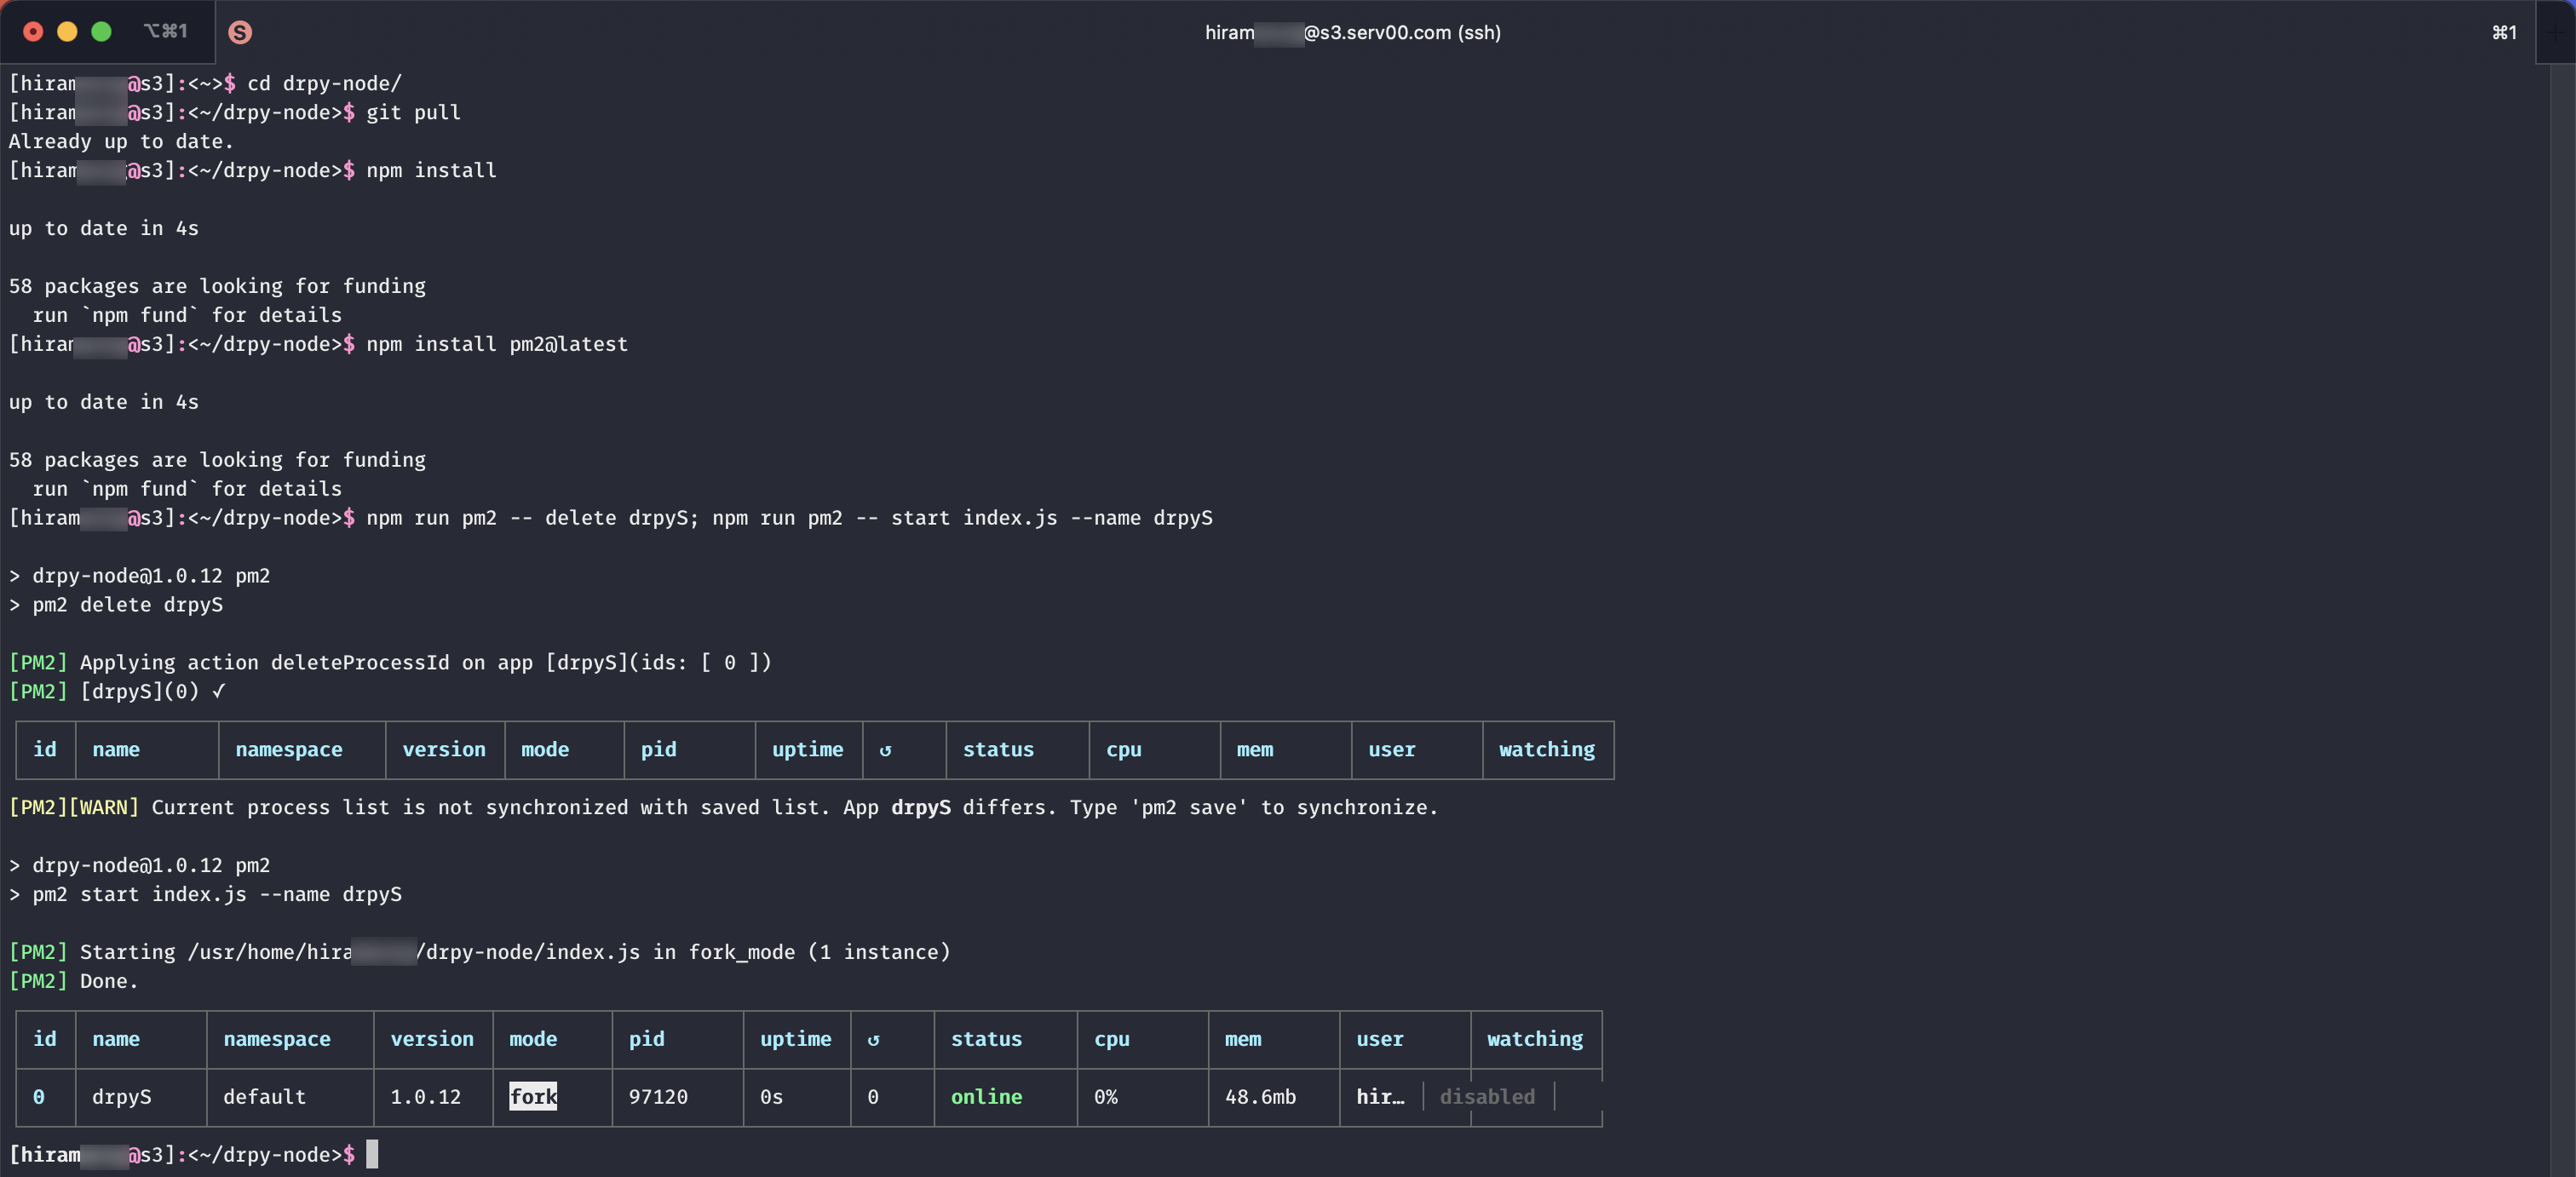 ⌥⌘1 S hiram @s3.serv00.com (ssh) ⌘1
[hiram @s3]:<~>$ cd drpy-node/
[hiram @s3]:<~/drpy-node>$ git pull
Already up to date.
[hiram @s3]:<~/drpy-node>$ npm install
up to date in 4s
58 packages are looking for funding
  run `npm fund` for details
[hiram @s3]:<~/drpy-node>$ npm install pm2@latest
up to date in 4s
58 packages are looking for funding
  run `npm fund` for details
[hiram @s3]:<~/drpy-node>$ npm run pm2 -- delete drpyS; npm run pm2 -- start index.js --name drpyS
> drpy-node@1.0.12 pm2
> pm2 delete drpyS
[PM2] Applying action deleteProcessId on app [drpyS](ids: [ 0 ])
[PM2] [drpyS](0) ✓
id name namespace version mode pid uptime ↺ status cpu mem user watching
[PM2][WARN] Current process list is not synchronized with saved list. App drpyS differs. Type 'pm2 save' to synchronize.
> drpy-node@1.0.12 pm2
> pm2 start index.js --name drpyS
[PM2] Starting /usr/home/hira /drpy-node/index.js in fork_mode (1 instance)
[PM2] Done.
id name namespace version mode pid uptime ↺ status cpu mem user watching
0 drpyS default 1.0.12 fork 97120 0s 0 online 0% 48.6mb hir… disabled
[hiram @s3]:<~/drpy-node>$